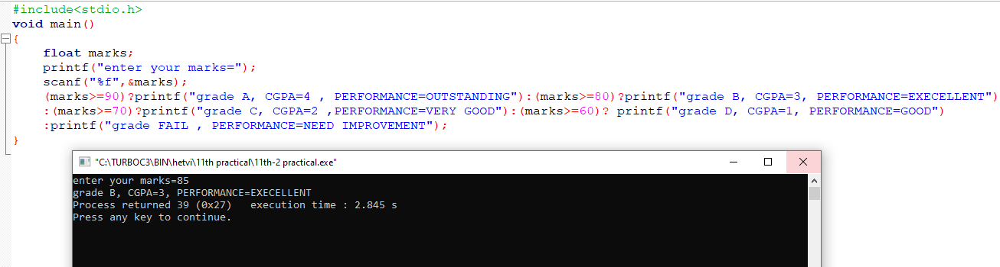 #include<stdio.h>
void main()
{
float marks;
printf("enter your marks=");
scanf("%f",&marks);
(marks>=90)?printf("grade A, CGPA=4 , PERFORMANCE=OUTSTANDING"):(marks>=80)?printf("grade B, CGPA=3, PERFORMANCE=EXECELLENT")
:(marks>=70)?printf("grade C, CGPA=2 ,PERFORMANCE=VERY GOOD"):(marks>=60)? printf("grade D, CGPA=1, PERFORMANCE=GOOD")
:printf("grade FAIL , PERFORMANCE=NEED IMPROVEMENT");
}
"C:\TURBOC3\BIN\hetvi\11th practical\11th-2 practical.exe"
enter your marks=85
grade B, CGPA=3, PERFORMANCE=EXECELLENT
Process returned 39 (0x27)   execution time : 2.845 s
Press any key to continue.